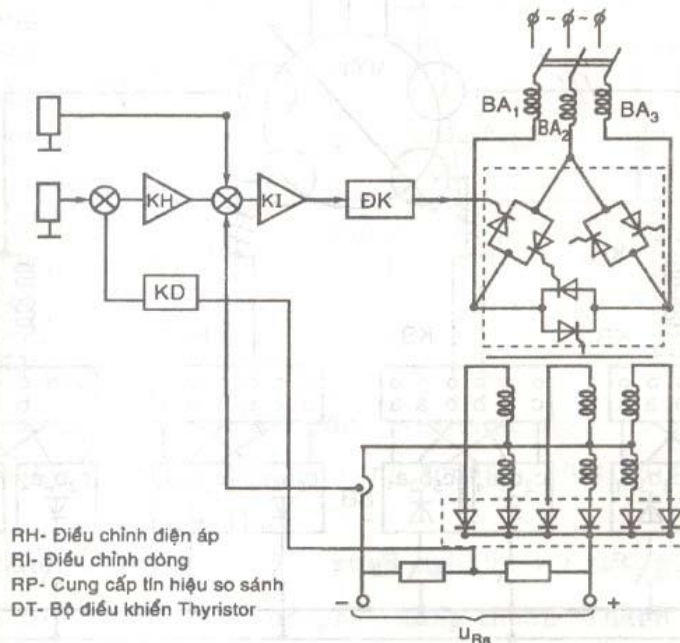 ~ ~
BA1
BA2
BA3
KH
KI
ĐK
KD
RH- Điều chỉnh điện áp
RI- Điều chỉnh dòng
RP- Cung cấp tín hiệu so sánh
DT- Bộ điều khiển Thyristor
− +
URa